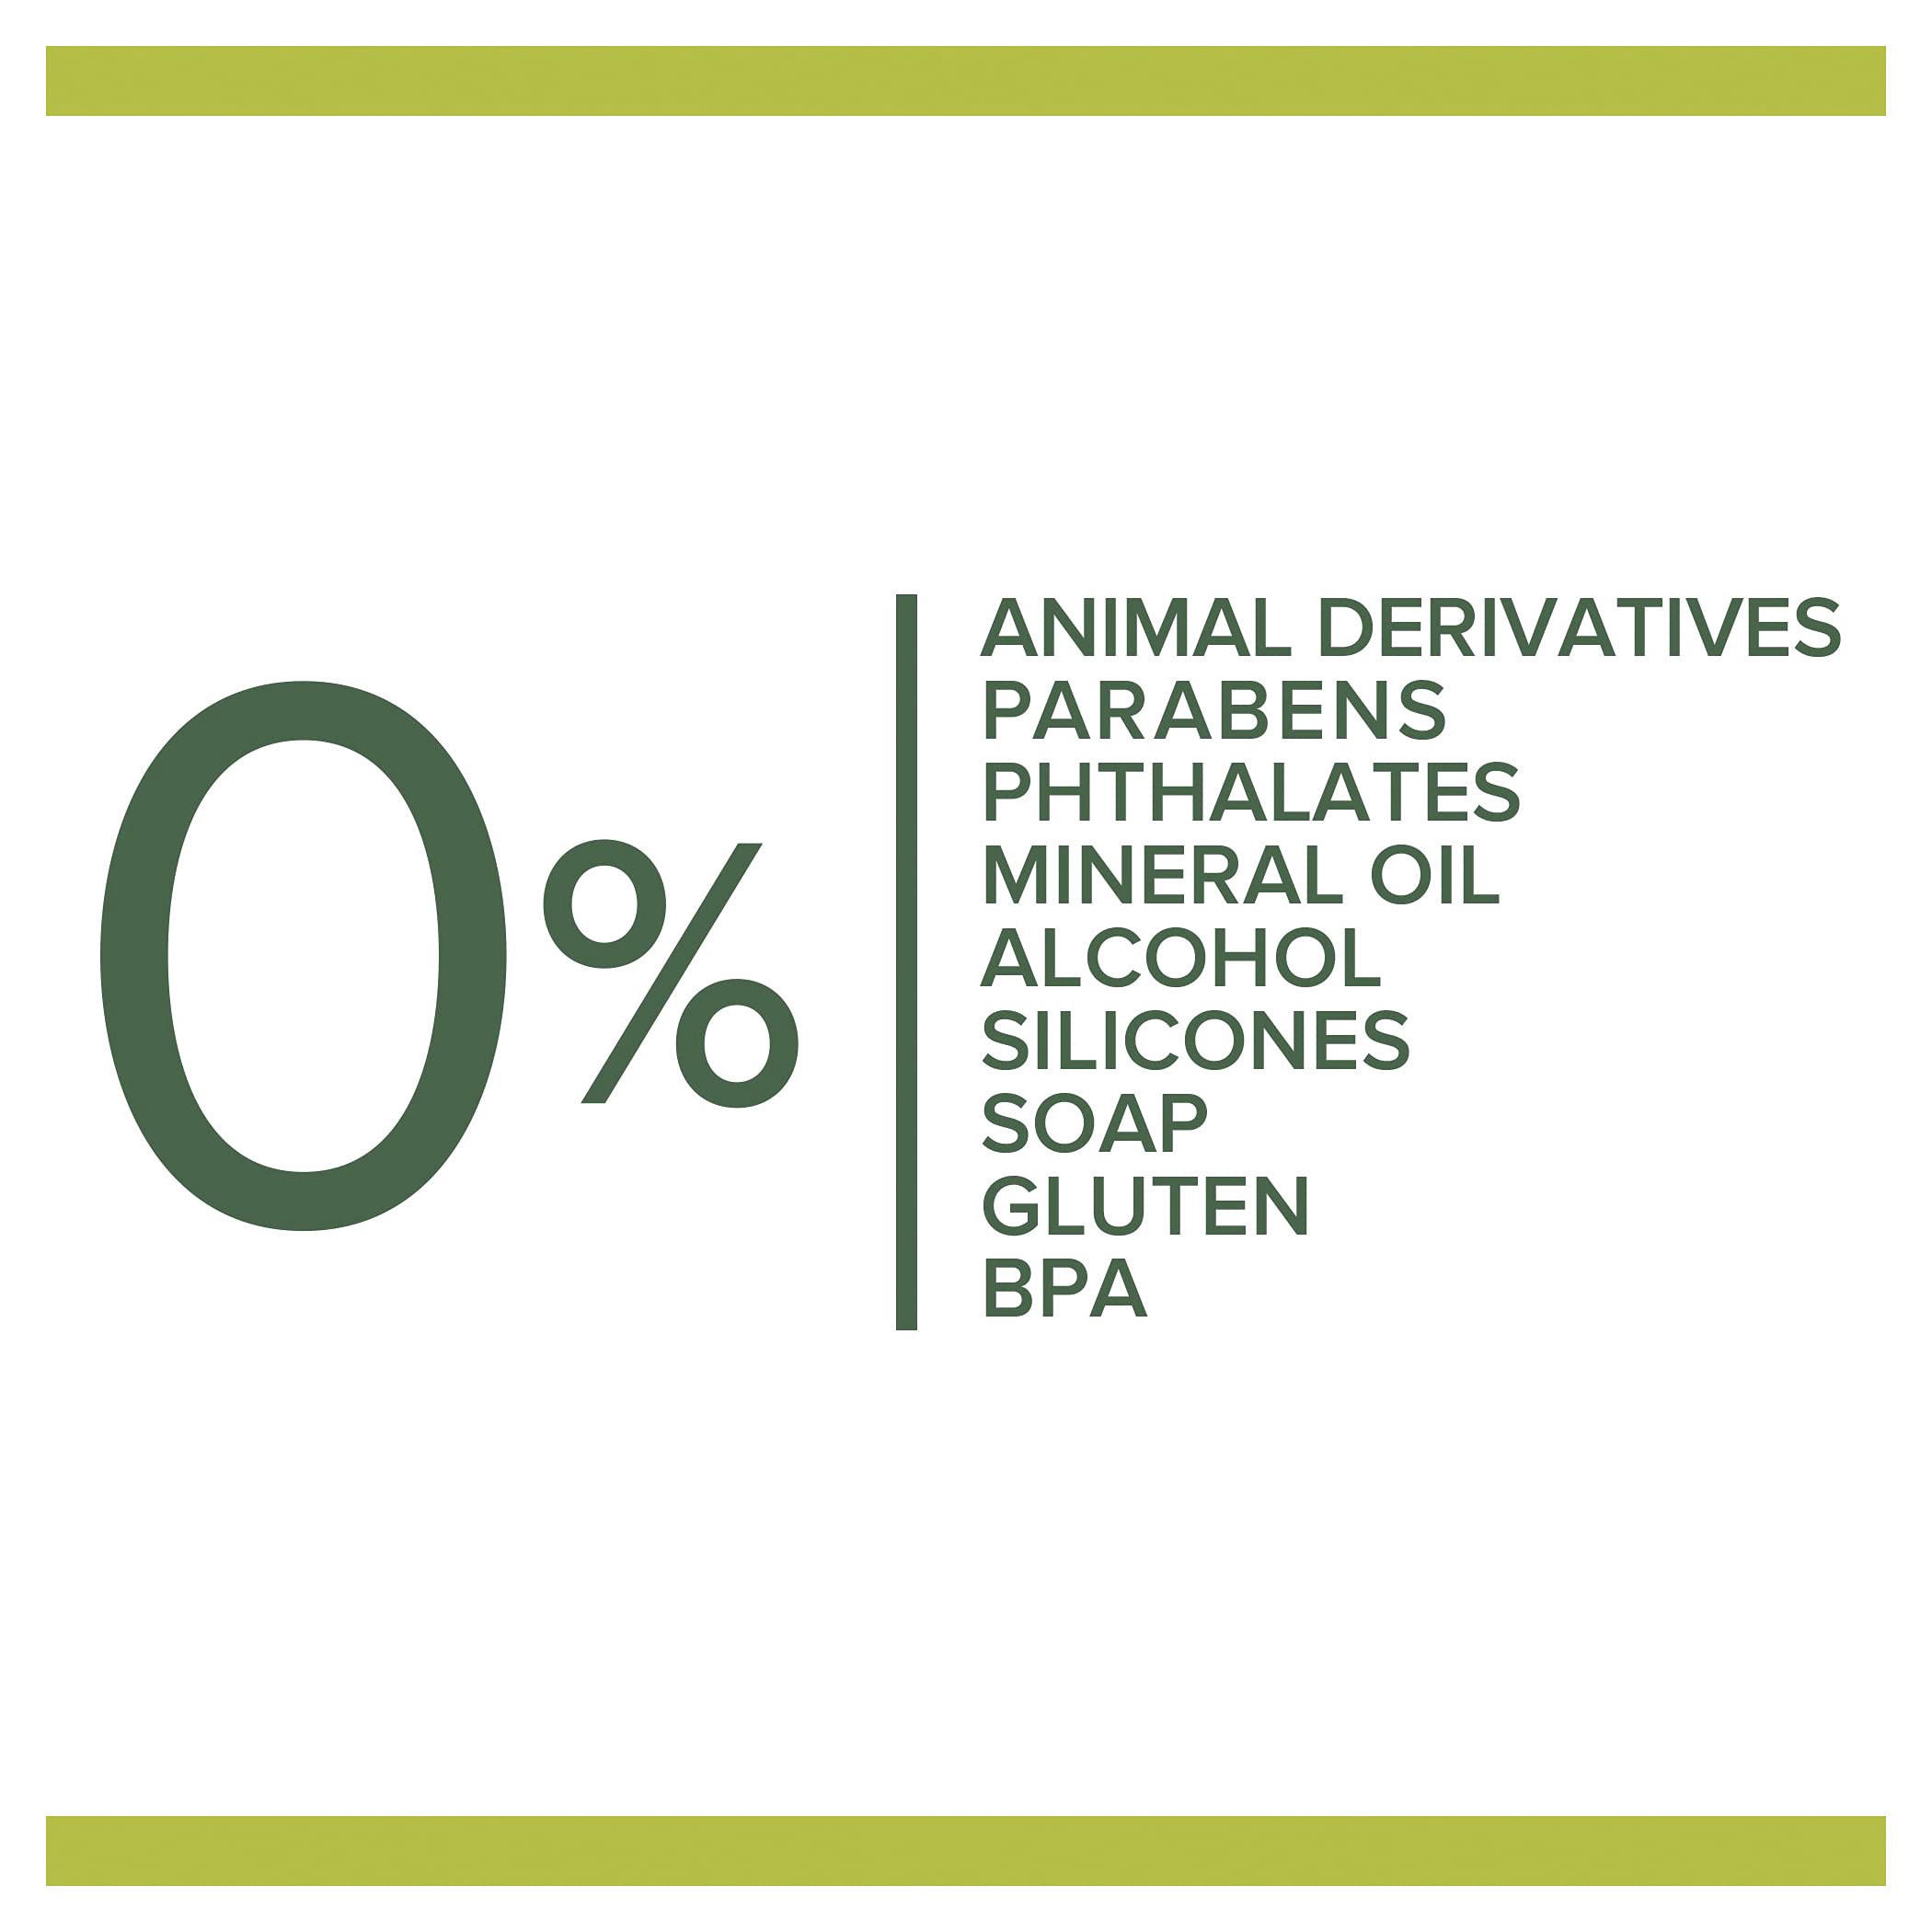 0%
ANIMAL DERIVATIVES
PARABENS
PHTHALATES
MINERAL OIL
ALCOHOL
SILICONES
SOAP
GLUTEN
BPA